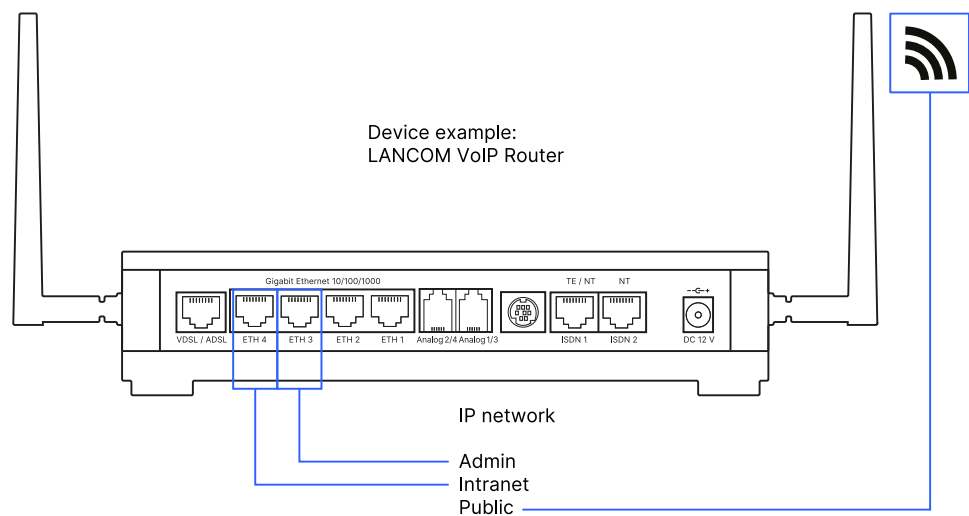 Device example:
LANCOM VoIP Router
Gigabit Ethernet 10/100/1000
TE / NT
NT
VDSL / ADSL
ETH 4
ETH 3
ETH 2
ETH 1
Analog 2/4
Analog 1/3
ISDN 1
ISDN 2
DC 12 V
IP network
Admin
Intranet
Public